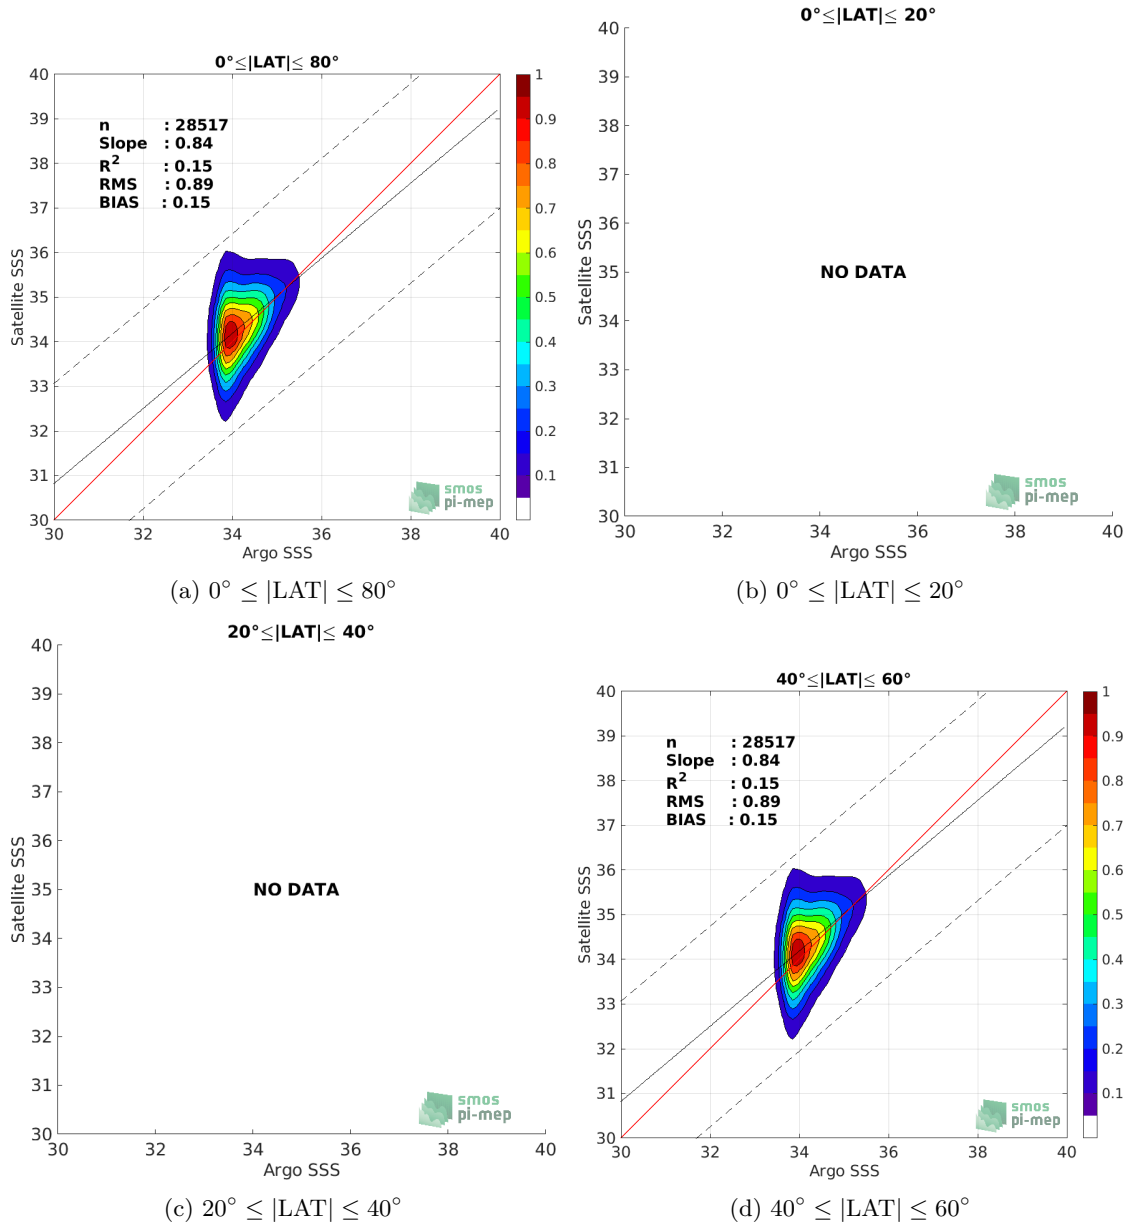 0°≤|LAT|≤ 80°
40
39
38
37
36
35
34
33
32
31
30
Satellite SSS
n : 28517
Slope : 0.84
R² : 0.15
RMS : 0.89
BIAS : 0.15
1
0.9
0.8
0.7
0.6
0.5
0.4
0.3
0.2
0.1
smos
pi-mep
30 32 34 36 38 40
Argo SSS
(a) 0° ≤ |LAT| ≤ 80°
0°≤|LAT|≤ 20°
40
39
38
37
36
35
34
33
32
31
30
Satellite SSS
NO DATA
smos
pi-mep
30 32 34 36 38 40
Argo SSS
(b) 0° ≤ |LAT| ≤ 20°
20°≤|LAT|≤ 40°
40
39
38
37
36
35
34
33
32
31
30
Satellite SSS
NO DATA
smos
pi-mep
30 32 34 36 38 40
Argo SSS
(c) 20° ≤ |LAT| ≤ 40°
40°≤|LAT|≤ 60°
40
39
38
37
36
35
34
33
32
31
30
Satellite SSS
n : 28517
Slope : 0.84
R² : 0.15
RMS : 0.89
BIAS : 0.15
1
0.9
0.8
0.7
0.6
0.5
0.4
0.3
0.2
0.1
smos
pi-mep
30 32 34 36 38 40
Argo SSS
(d) 40° ≤ |LAT| ≤ 60°